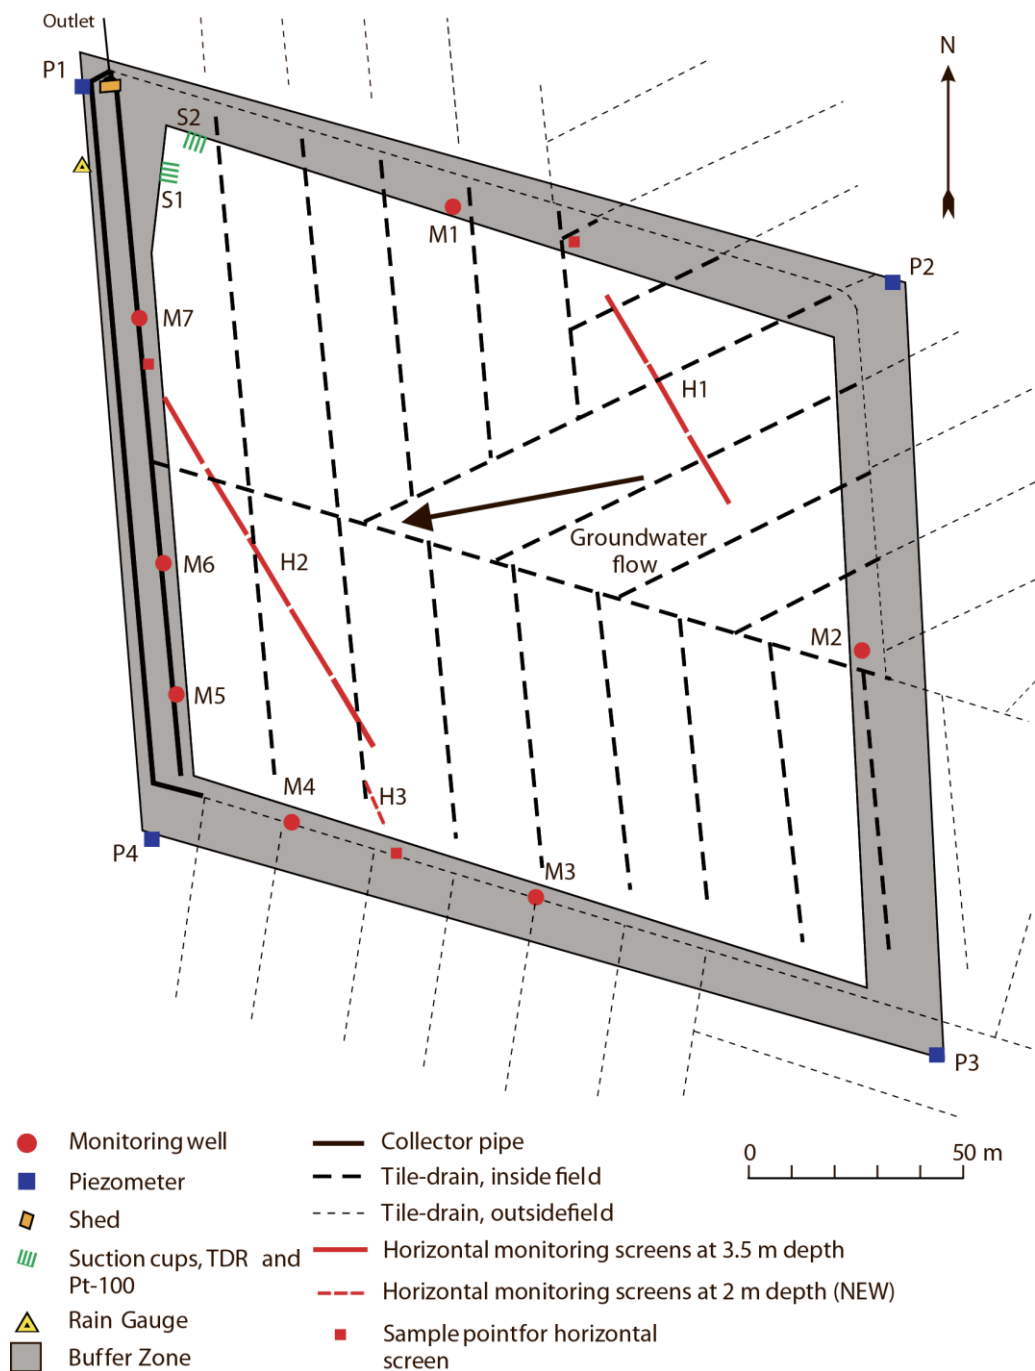 Outlet
N
P1
S2
S1
M1
P2
M7
H1
Groundwater
flow
H2
M6
M2
M5
M4
H3
P4
M3
P3
Monitoring well
Piezometer
Shed
Suction cups, TDR and
Pt-100
Rain Gauge
Buffer Zone
Collector pipe
Tile-drain, inside field
Tile-drain, outsidefield
Horizontal monitoring screens at 3.5 m depth
Horizontal monitoring screens at 2 m depth (NEW)
Sample pointfor horizontal
screen
0 50 m